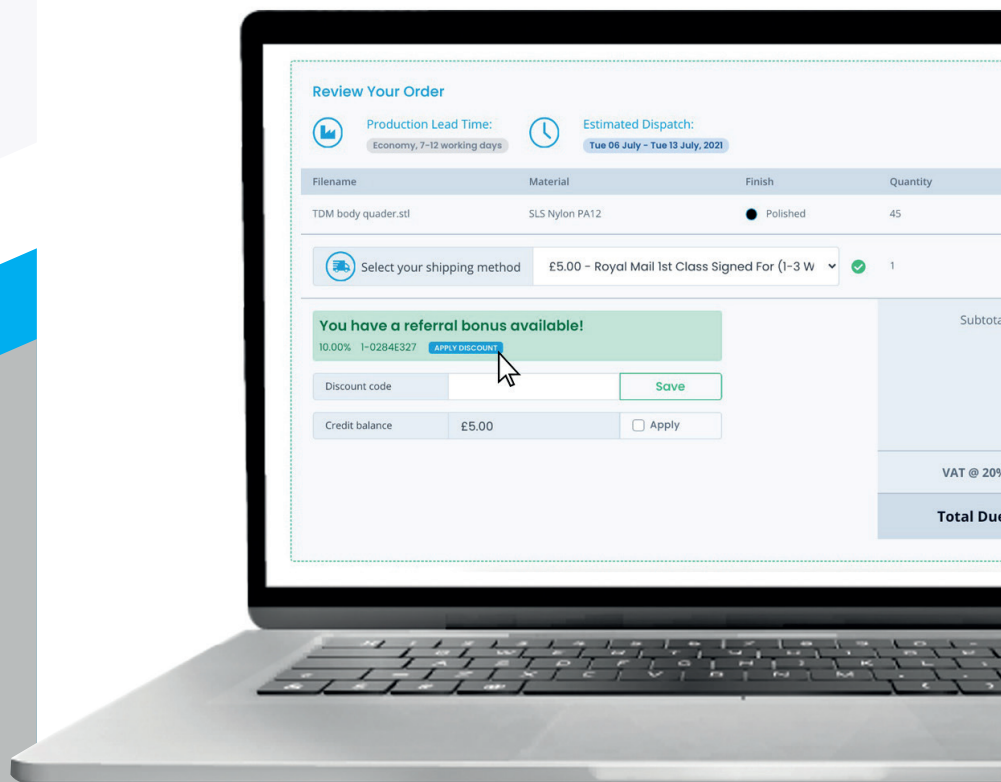 Review Your Order
Production Lead Time:
Economy, 7-12 working days
Estimated Dispatch:
Tue 06 July - Tue 13 July, 2021
Filename Material Finish Quantity
TDM body quader.stl SLS Nylon PA12 Polished 45
Select your shipping method £5.00 - Royal Mail 1st Class Signed For (1-3 W 1
You have a referral bonus available!
10.00% 1-0284E327 APPLY DISCOUNT
Subtota
Discount code Save
Credit balance £5.00 Apply
VAT @ 20%
Total Due